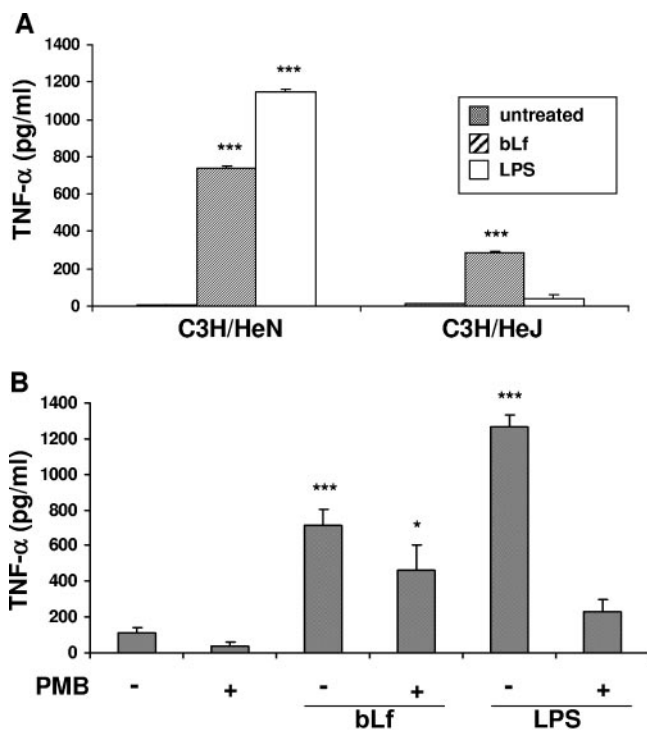 A
1400
1200
1000
800
600
400
200
0
TNF-α (pg/ml)
***
***
***
untreated
bLf
LPS
C3H/HeN C3H/HeJ
B
1400
1200
1000
800
600
400
200
0
TNF-α (pg/ml)
***
*
***
PMB - + - + - +
bLf LPS